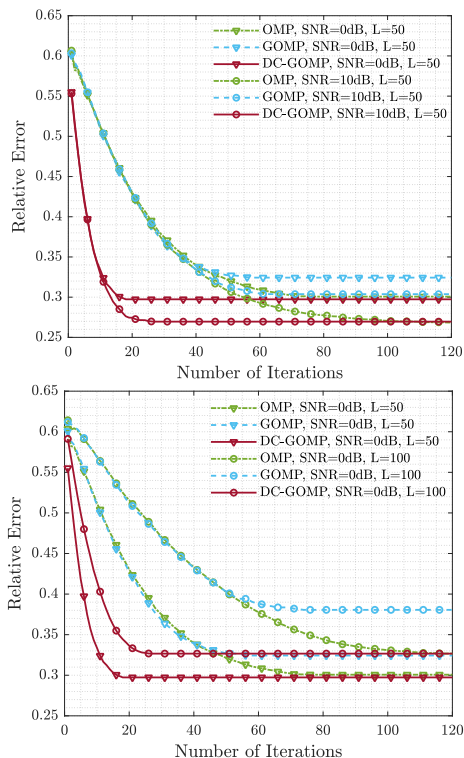 0.65
0.6
0.55
0.5
0.45
0.4
0.35
0.3
0.25
Relative Error
OMP, SNR=0dB, L=50
GOMP, SNR=0dB, L=50
DC-GOMP, SNR=0dB, L=50
OMP, SNR=10dB, L=50
GOMP, SNR=10dB, L=50
DC-GOMP, SNR=10dB, L=50
0 20 40 60 80 100 120
Number of Iterations
0.65
0.6
0.55
0.5
0.45
0.4
0.35
0.3
0.25
Relative Error
OMP, SNR=0dB, L=50
GOMP, SNR=0dB, L=50
DC-GOMP, SNR=0dB, L=50
OMP, SNR=0dB, L=100
GOMP, SNR=0dB, L=100
DC-GOMP, SNR=0dB, L=100
0 20 40 60 80 100 120
Number of Iterations